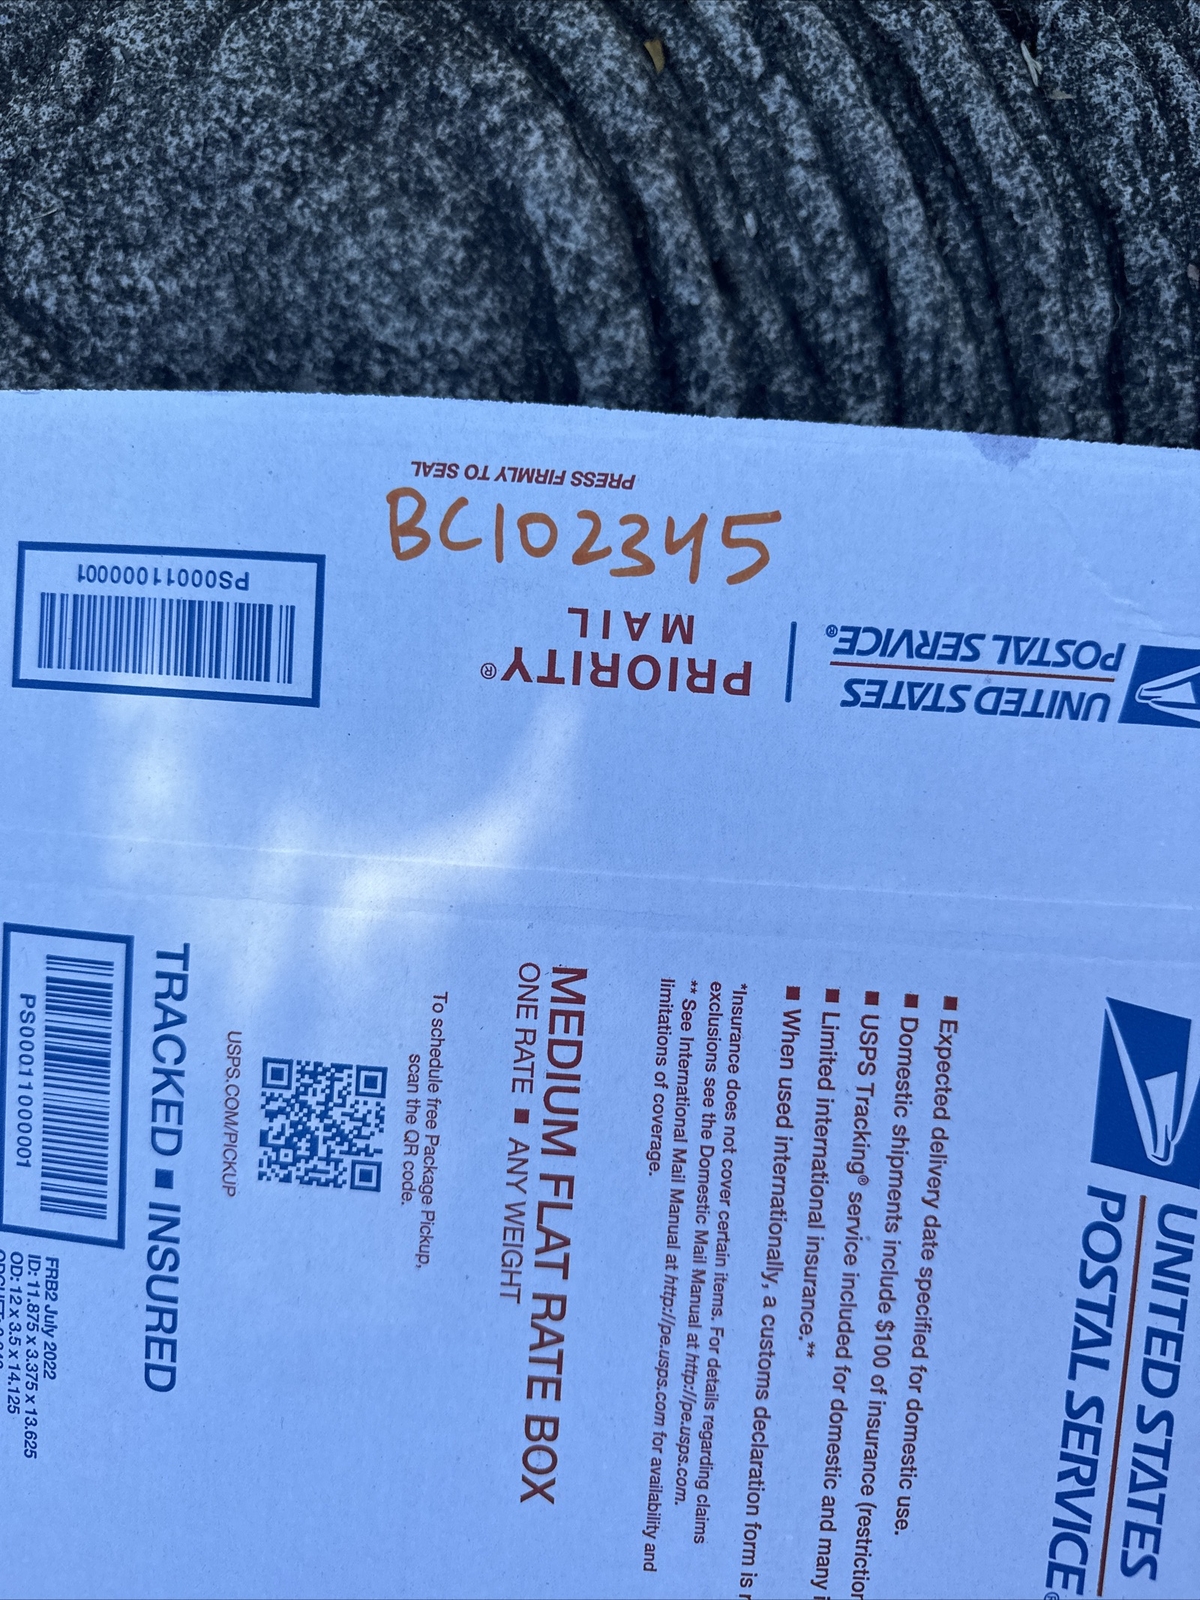 PRESS FIRMLY TO SEAL
BC102345
PS00011000001
PRIORITY®
MAIL
UNITED STATES
POSTAL SERVICE®
UNITED STATES
POSTAL SERVICE®
■ Expected delivery date specified for domestic use.
■ Domestic shipments include $100 of insurance (restriction
■ USPS Tracking® service included for domestic and many i
■ Limited international insurance.**
■ When used internationally, a customs declaration form is r
*Insurance does not cover certain items. For details regarding claims
exclusions see the Domestic Mail Manual at http://pe.usps.com.
** See International Mail Manual at http://pe.usps.com for availability and
limitations of coverage.
MEDIUM FLAT RATE BOX
ONE RATE ■ ANY WEIGHT
To schedule free Package Pickup,
scan the QR code.
USPS.COM/PICKUP
TRACKED ■ INSURED
PS00011000001
FRB2 July 2022
ID: 11.875 x 3.375 x 13.625
OD: 12 x 3.5 x 14.125